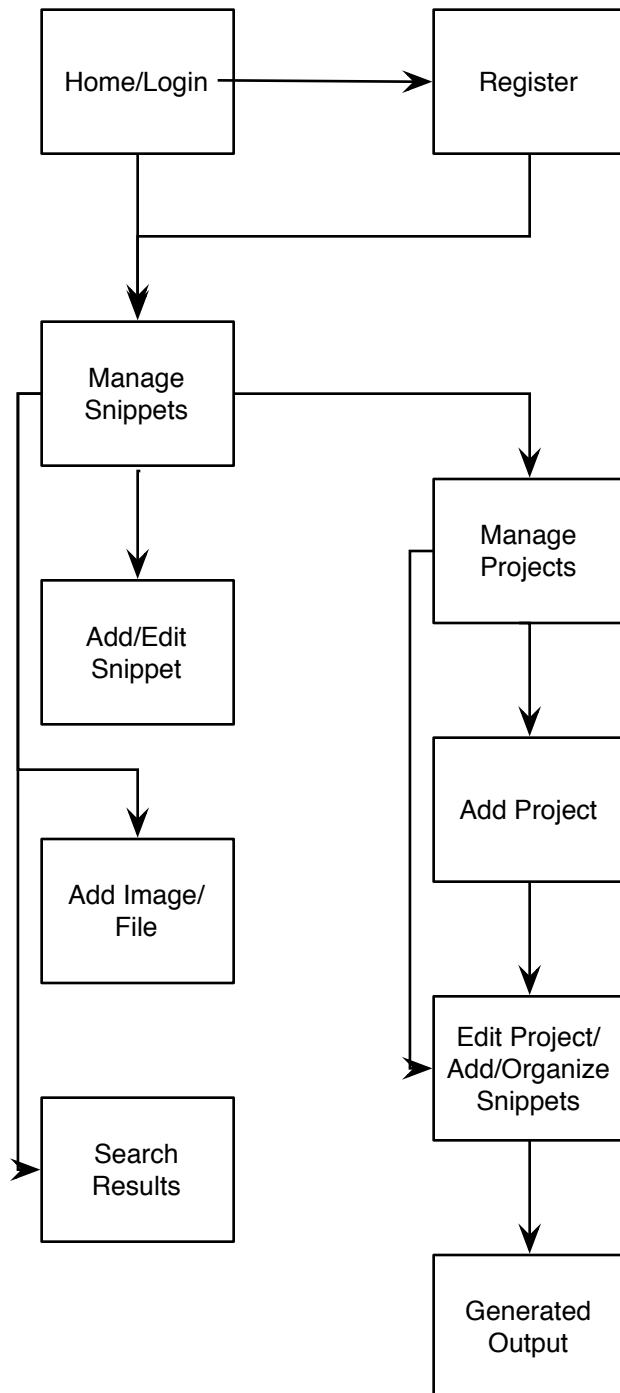 Home/Login
Register
Manage
Snippets
Manage
Projects
Add/Edit
Snippet
Add Project
Add Image/
File
Edit Project/
Add/Organize
Snippets
Search
Results
Generated
Output